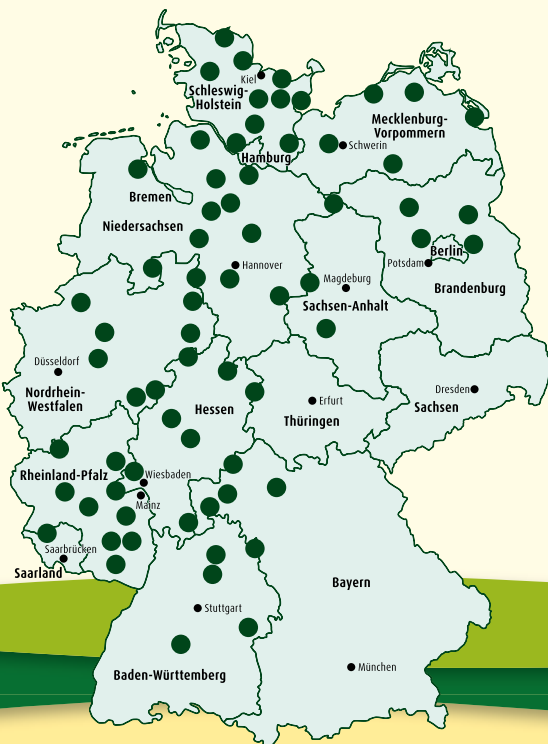 Kiel
Schleswig-
Holstein
Mecklenburg-
Vorpommern
Schwerin
Hamburg
Bremen
Niedersachsen
Hannover
Berlin
Potsdam
Magdeburg
Brandenburg
Sachsen-Anhalt
Düsseldorf
Nordrhein-
Westfalen
Hessen
Erfurt
Thüringen
Dresden
Sachsen
Rheinland-Pfalz
Wiesbaden
Mainz
Saarbrücken
Saarland
Bayern
Stuttgart
Baden-Württemberg
München